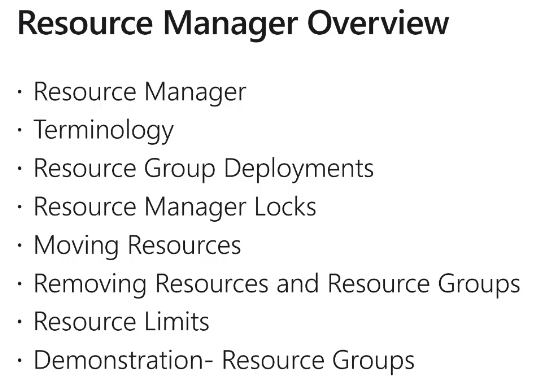 Resource Manager Overview
· Resource Manager
· Terminology
· Resource Group Deployments
· Resource Manager Locks
· Moving Resources
· Removing Resources and Resource Groups
· Resource Limits
· Demonstration- Resource Groups